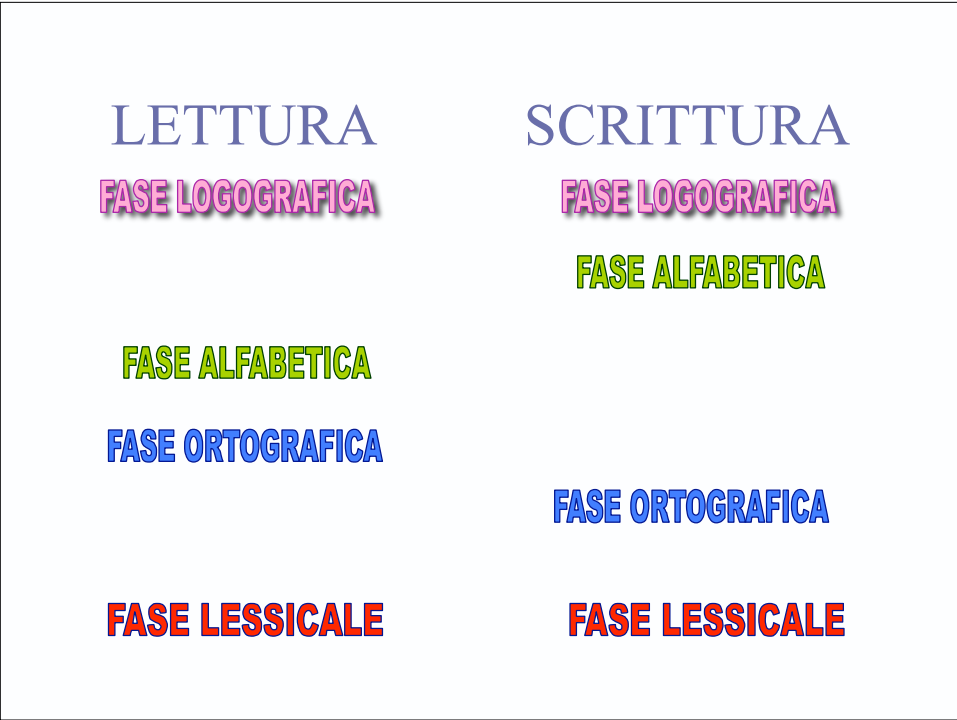 LETTURA SCRITTURA
FASE LOGOGRAFICA FASE LOGOGRAFICA
FASE ALFABETICA
FASE ALFABETICA
FASE ORTOGRAFICA
FASE ORTOGRAFICA
FASE LESSICALE FASE LESSICALE